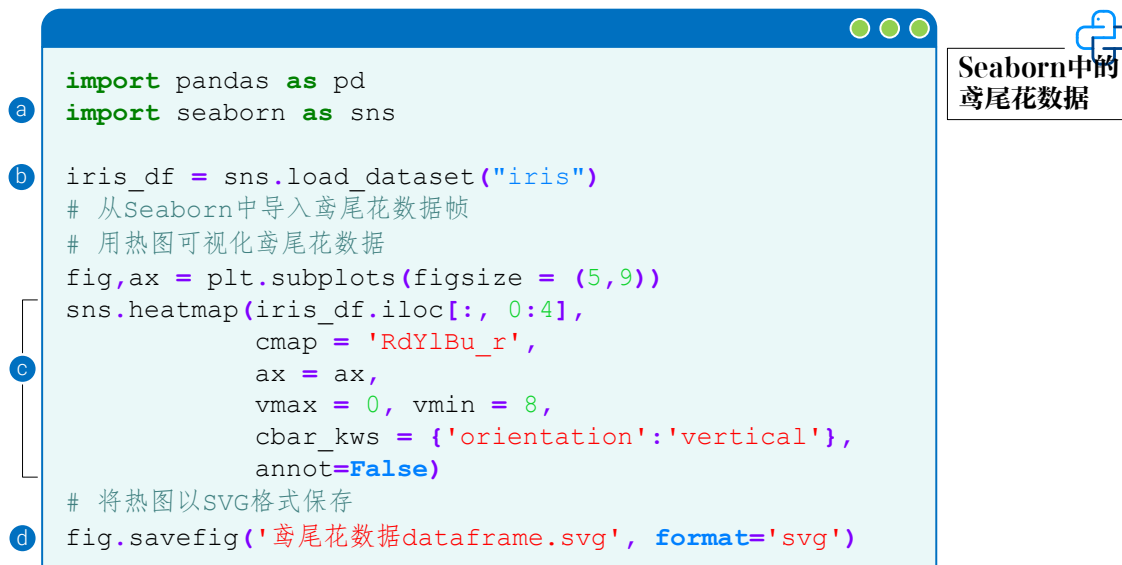 import pandas as pd
a
import seaborn as sns
b
iris_df = sns.load_dataset("iris")
# 从Seaborn中导入鸢尾花数据帧
# 用热图可视化鸢尾花数据
fig,ax = plt.subplots(figsize = (5,9))
sns.heatmap(iris_df.iloc[:, 0:4],
cmap = 'RdYlBu_r',
c
ax = ax,
vmax = 0, vmin = 8,
cbar_kws = {'orientation':'vertical'},
annot=False)
# 将热图以SVG格式保存
d
fig.savefig('鸢尾花数据dataframe.svg', format='svg')
Seaborn中的
鸢尾花数据